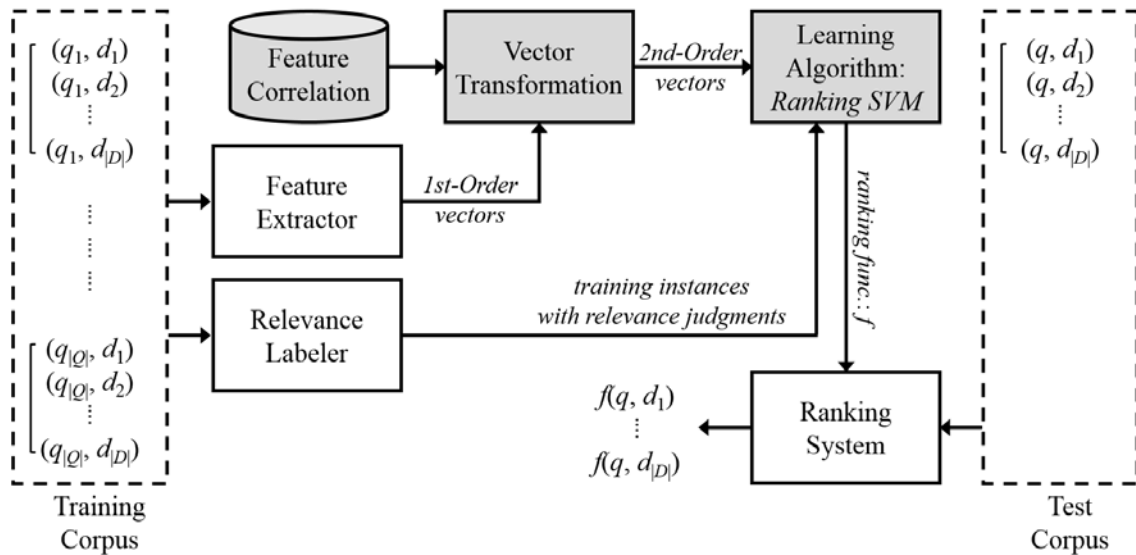 (q₁, d₁)
(q₁, d₂)
(q₁, d|D|)
(q|Q|, d₁)
(q|Q|, d₂)
(q|Q|, d|D|)
Training
Corpus
Feature
Correlation
Vector
Transformation
2nd-Order
vectors
Learning
Algorithm:
Ranking SVM
Feature
Extractor
1st-Order
vectors
Relevance
Labeler
training instances
with relevance judgments
ranking func.: f
Ranking
System
f(q, d₁)
f(q, d|D|)
(q, d₁)
(q, d₂)
(q, d|D|)
Test
Corpus